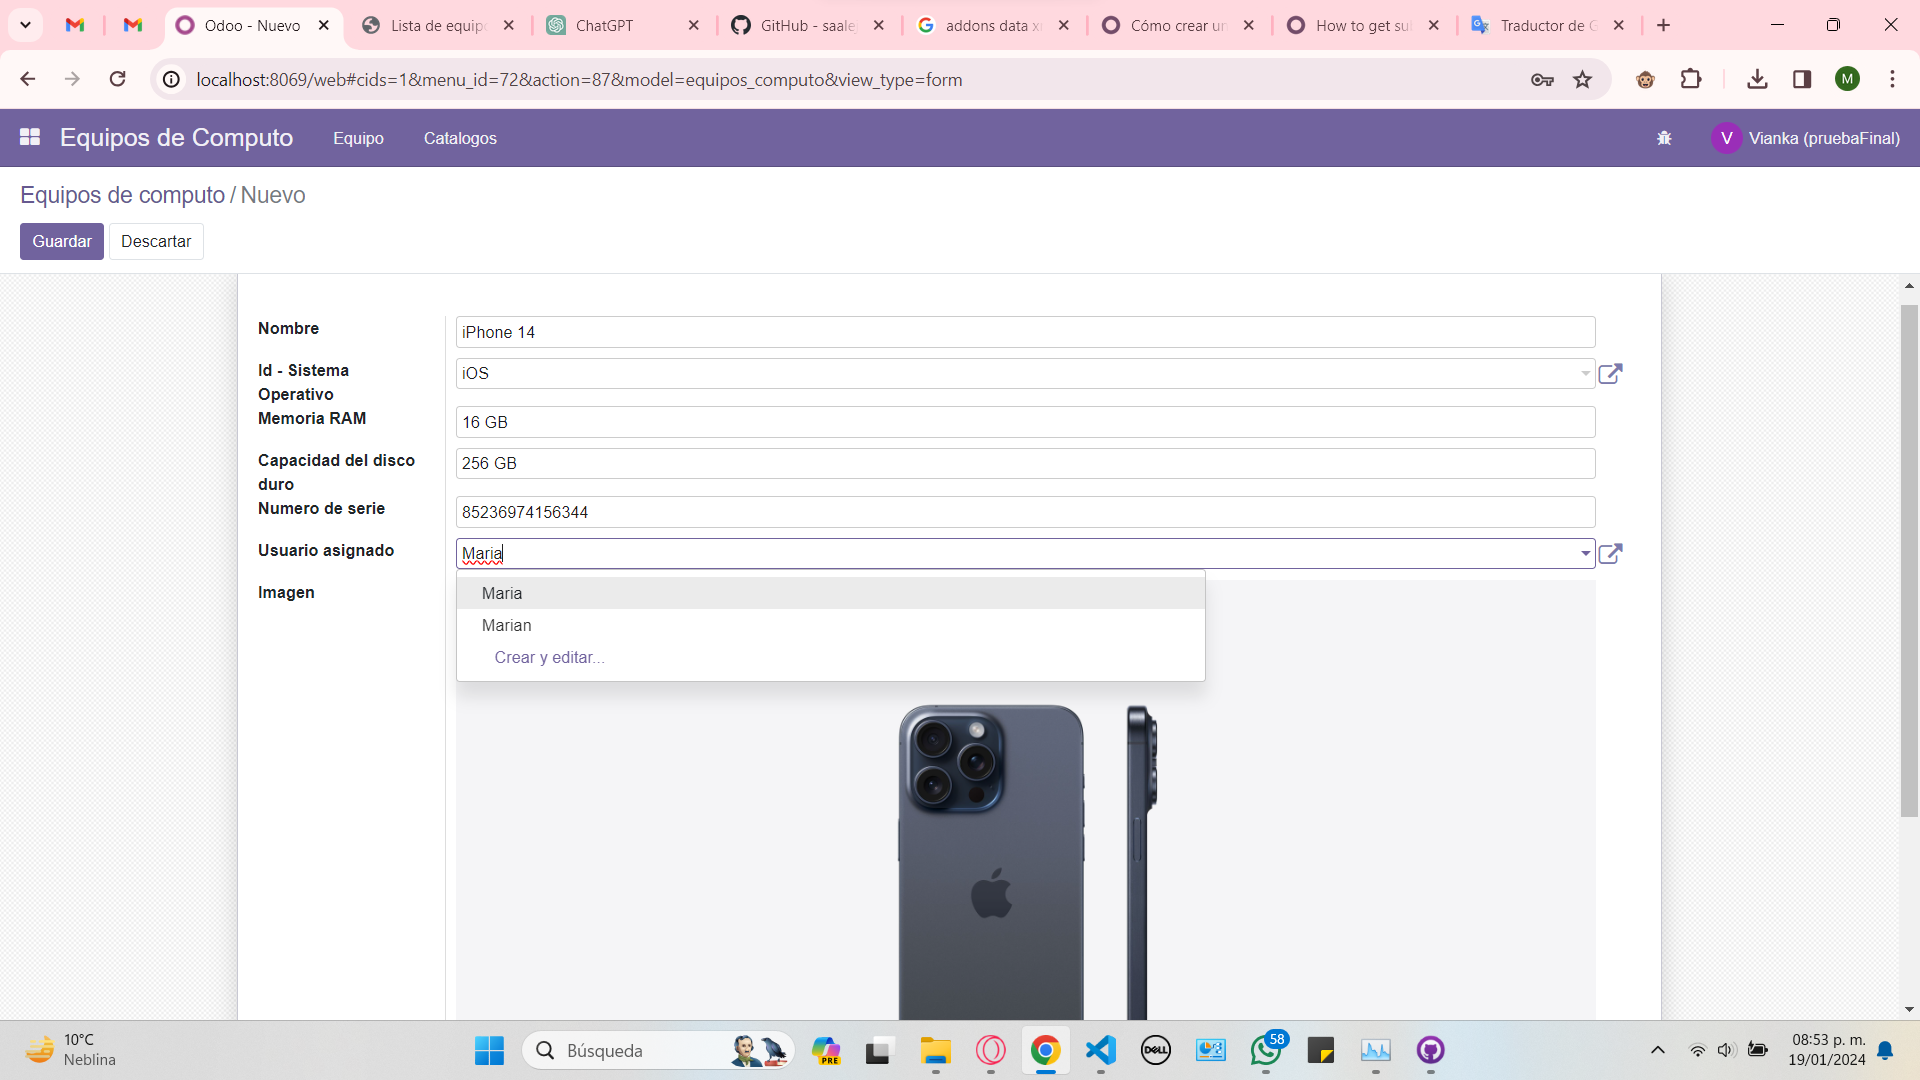 Odoo - Nuevo
Lista de equip
ChatGPT
GitHub - saale
addons data x
Cómo crear un
How to get su
Traductor de G
localhost:8069/web#cids=1&menu_id=72&action=87&model=equipos_computo&view_type=form
M
Equipos de Computo
Equipo
Catalogos
V
Vianka (pruebaFinal)
Equipos de computo / Nuevo
Guardar
Descartar
Nombre
iPhone 14
Id - Sistema
Operativo
iOS
Memoria RAM
16 GB
Capacidad del disco
duro
256 GB
Numero de serie
85236974156344
Usuario asignado
Maria
Maria
Marian
Crear y editar...
Imagen
10°C
Neblina
Búsqueda
PRE
DELL
58
08:53 p. m.
19/01/2024